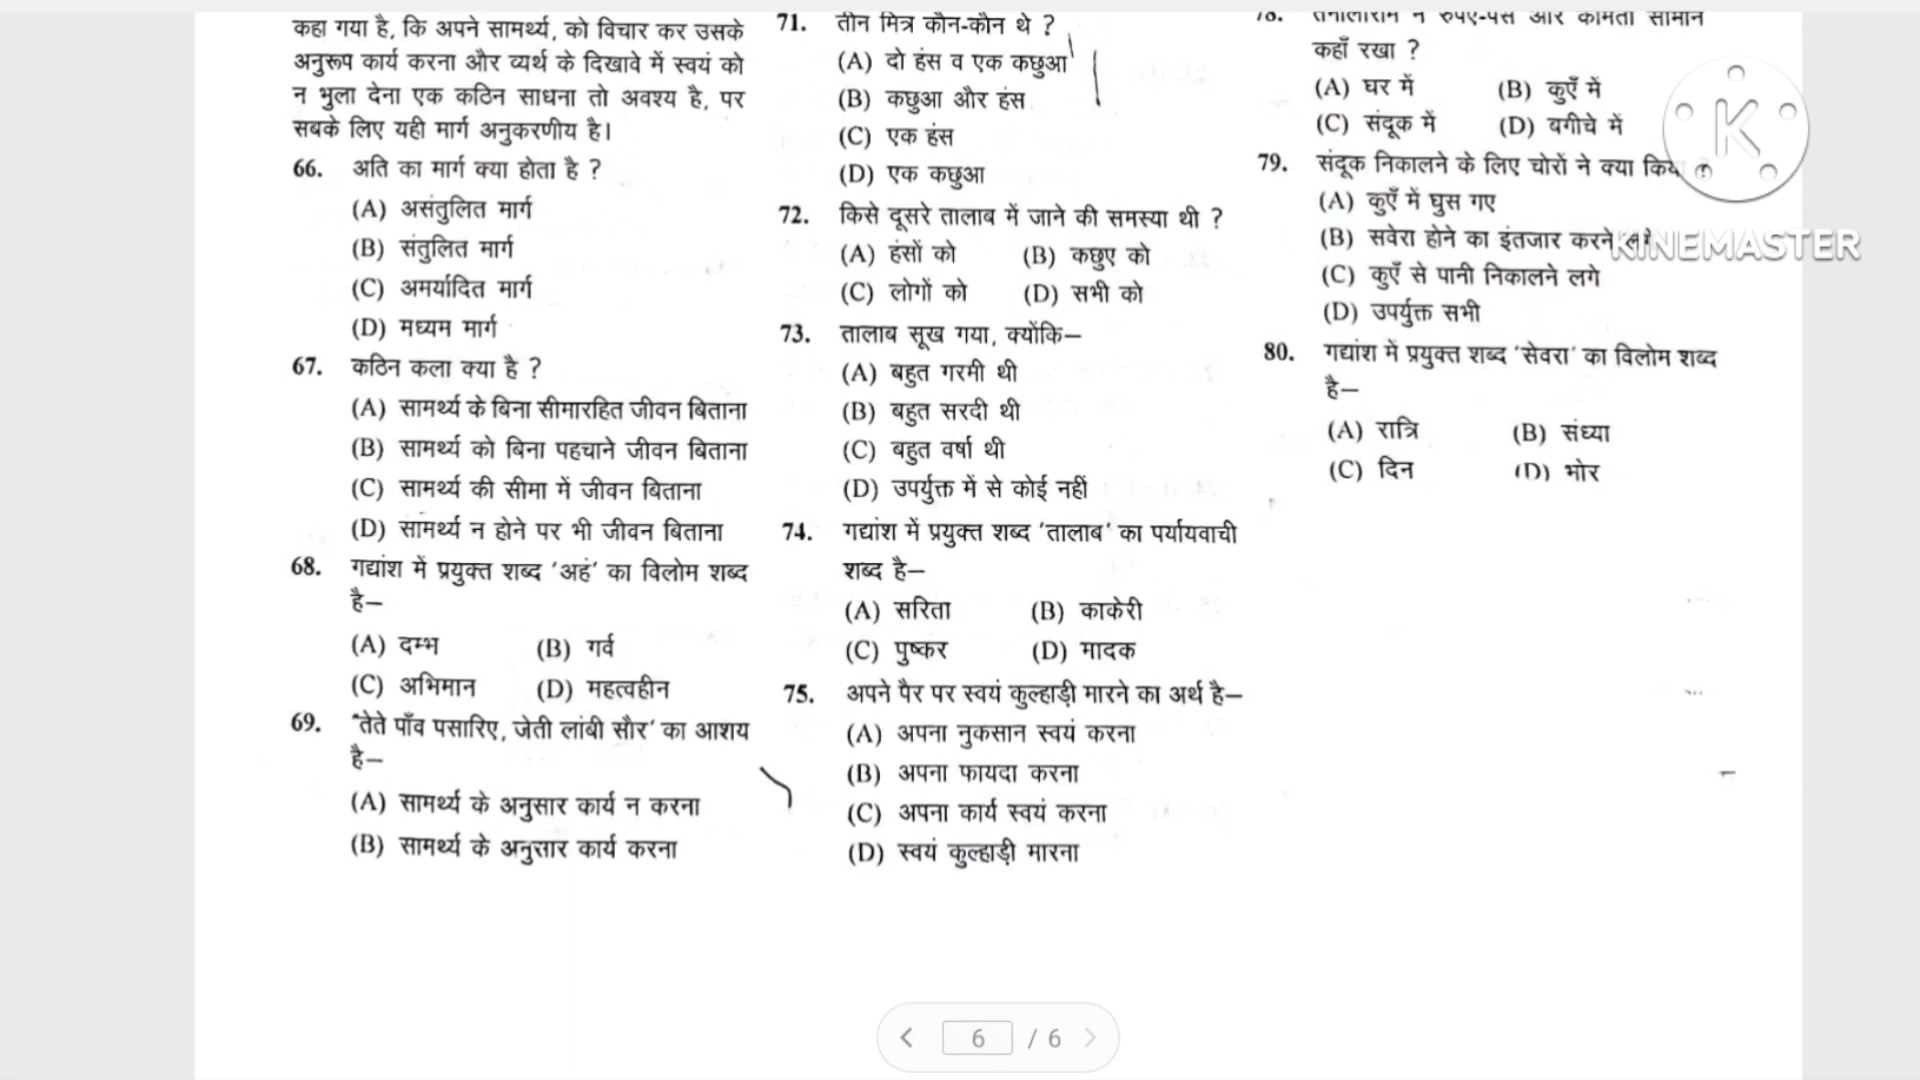 कहा गया है, कि अपने सामर्थ्य, को विचार कर उसके
अनुरूप कार्य करना और व्यर्थ के दिखावे में स्वयं को
न भुला देना एक कठिन साधना तो अवश्य है, पर
सबके लिए यही मार्ग अनुकरणीय है।
66. अति का मार्ग क्या होता है ?
(A) असंतुलित मार्ग
(B) संतुलित मार्ग
(C) अमर्यादित मार्ग
(D) मध्यम मार्ग
67. कठिन कला क्या है ?
(A) सामर्थ्य के बिना सीमारहित जीवन बिताना
(B) सामर्थ्य को बिना पहचाने जीवन बिताना
(C) सामर्थ्य की सीमा में जीवन बिताना
(D) सामर्थ्य न होने पर भी जीवन बिताना
68. गद्यांश में प्रयुक्त शब्द 'अहं' का विलोम शब्द
है—
(A) दम्भ (B) गर्व
(C) अभिमान (D) महत्वहीन
69. 'तेते पाँव पसारिए, जेती लांबी सौर' का आशय
है—
(A) सामर्थ्य के अनुसार कार्य न करना
(B) सामर्थ्य के अनुसार कार्य करना
71. तीन मित्र कौन-कौन थे ?
(A) दो हंस व एक कछुआ
(B) कछुआ और हंस
(C) एक हंस
(D) एक कछुआ
72. किसे दूसरे तालाब में जाने की समस्या थी ?
(A) हंसों को (B) कछुए को
(C) लोगों को (D) सभी को
73. तालाब सूख गया, क्योंकि—
(A) बहुत गरमी थी
(B) बहुत सरदी थी
(C) बहुत वर्षा थी
(D) उपर्युक्त में से कोई नहीं
74. गद्यांश में प्रयुक्त शब्द 'तालाब' का पर्यायवाची
शब्द है—
(A) सरिता (B) काकेरी
(C) पुष्कर (D) मादक
75. अपने पैर पर स्वयं कुल्हाड़ी मारने का अर्थ है—
(A) अपना नुकसान स्वयं करना
(B) अपना फायदा करना
(C) अपना कार्य स्वयं करना
(D) स्वयं कुल्हाड़ी मारना
78. तेनालीराम ने रुपए-पैसे और कीमती सामान
कहाँ रखा ?
(A) घर में (B) कुएँ में
(C) संदूक में (D) बगीचे में
79. संदूक निकालने के लिए चोरों ने क्या किया ?
(A) कुएँ में घुस गए
(B) सवेरा होने का इंतजार करने लगे
(C) कुएँ से पानी निकालने लगे
(D) उपर्युक्त सभी
80. गद्यांश में प्रयुक्त शब्द 'सेवरा' का विलोम शब्द
है—
(A) रात्रि (B) संध्या
(C) दिन (D) भोर
K
KINEMASTER
6 / 6